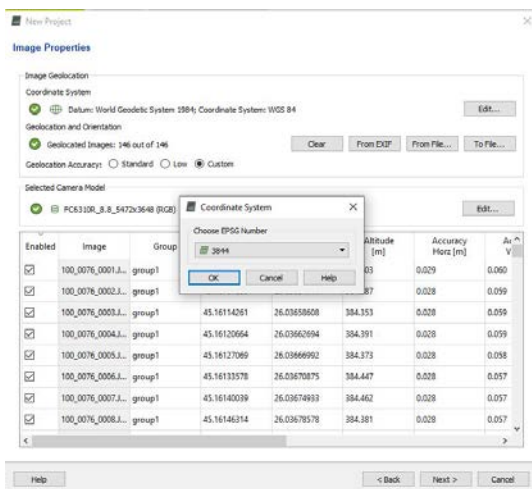 New Project
Image Properties
Image Geolocation
Coordinate System
Datum: World Geodetic System 1984; Coordinate System: WGS 84
Edit...
Geolocation and Orientation
Geolocated Images: 146 out of 146
Clear
From EXIF
From File...
To File...
Geolocation Accuracy: Standard Low Custom
Selected Camera Model
FC6310R_8.8_5472x3648 (RGB)
Edit...
Coordinate System
Choose EPSG Number
3844
OK
Cancel
Help
Enabled Image Group Altitude [m] Accuracy Horz [m]
100_0076_0001.J... group1 0.029 0.060
100_0076_0002.J... group1 0.028 0.059
100_0076_0003.J... group1 45.16114261 26.03658608 384.353 0.028 0.059
100_0076_0004.J... group1 45.16120664 26.03662694 384.391 0.028 0.059
100_0076_0005.J... group1 45.16127069 26.03666992 384.373 0.028 0.058
100_0076_0006.J... group1 45.16133578 26.03670875 384.447 0.028 0.057
100_0076_0007.J... group1 45.16140039 26.03674933 384.462 0.028 0.057
100_0076_0008.J... group1 45.16146314 26.03678578 384.381 0.028 0.057
Help
< Back
Next >
Cancel